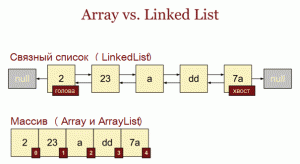 Array vs. Linked List
Связный список ( LinkedList)
null 2 23 a dd 7a null
голова хвост
Массив ( Array и ArrayList)
2 23 a dd 7a
0 1 2 3 4